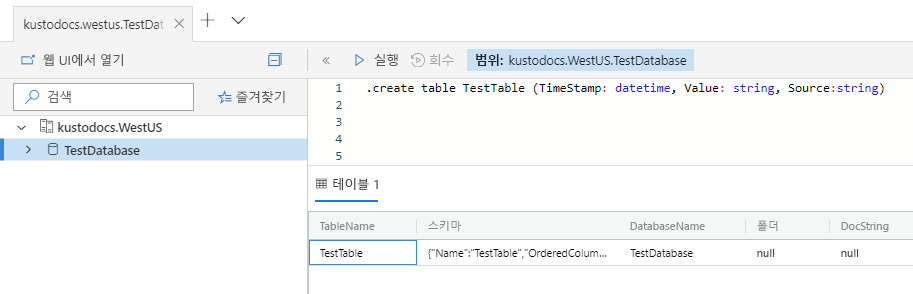 kustodocs.westus.TestDat
웹 UI에서 열기
실행
회수
범위: kustodocs.WestUS.TestDatabase
검색
즐겨찾기
kustodocs.WestUS
TestDatabase
1 .create table TestTable (TimeStamp: datetime, Value: string, Source:string)
2
3
4
5
테이블 1
TableName 스키마 DatabaseName 폴더 DocString
TestTable {"Name":"TestTable","OrderedColum... TestDatabase null null